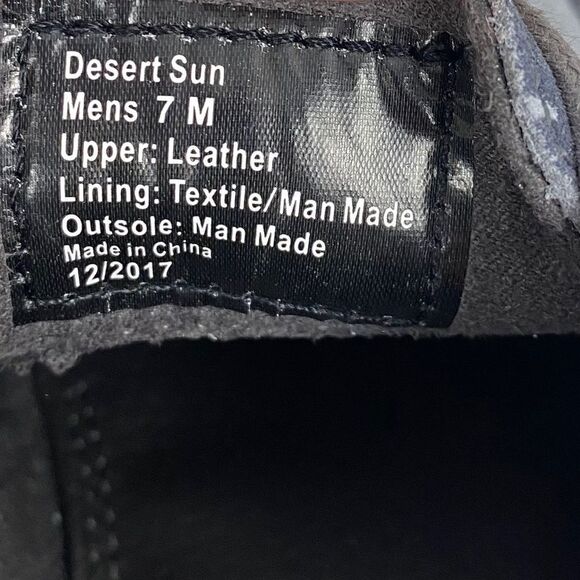 Desert Sun
Mens 7 M
Upper: Leather
Lining: Textile/Man Made
Outsole: Man Made
Made in China
12/2017